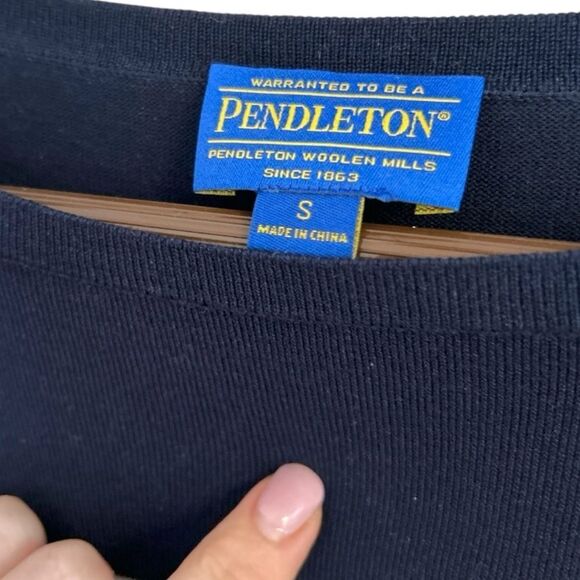 WARRANTED TO BE A
PENDLETON®
PENDLETON WOOLEN MILLS
SINCE 1863
S
MADE IN CHINA